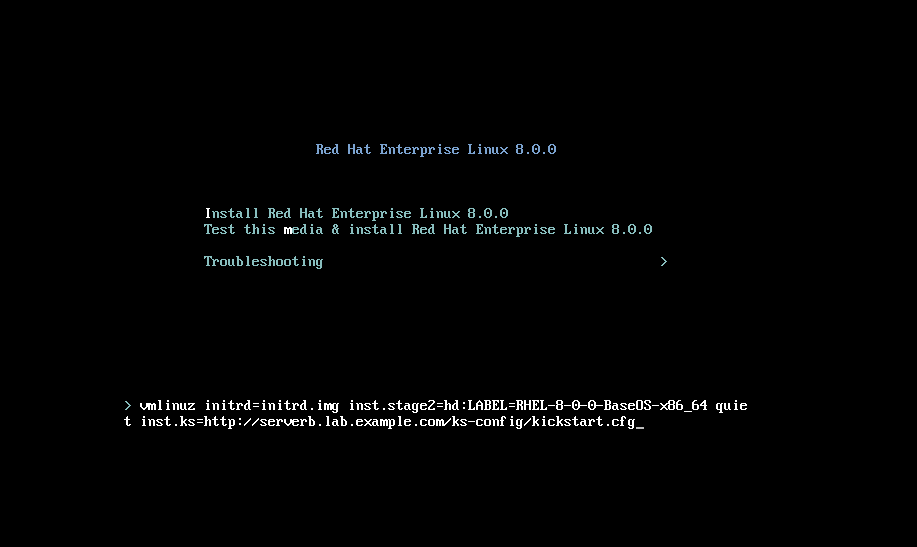 Red Hat Enterprise Linux 8.0.0
Install Red Hat Enterprise Linux 8.0.0
Test this media & install Red Hat Enterprise Linux 8.0.0
Troubleshooting >
> vmlinuz initrd=initrd.img inst.stage2=hd:LABEL=RHEL-8-0-0-BaseOS-x86_64 quie
t inst.ks=http://serverb.lab.example.com/ks-config/kickstart.cfg_